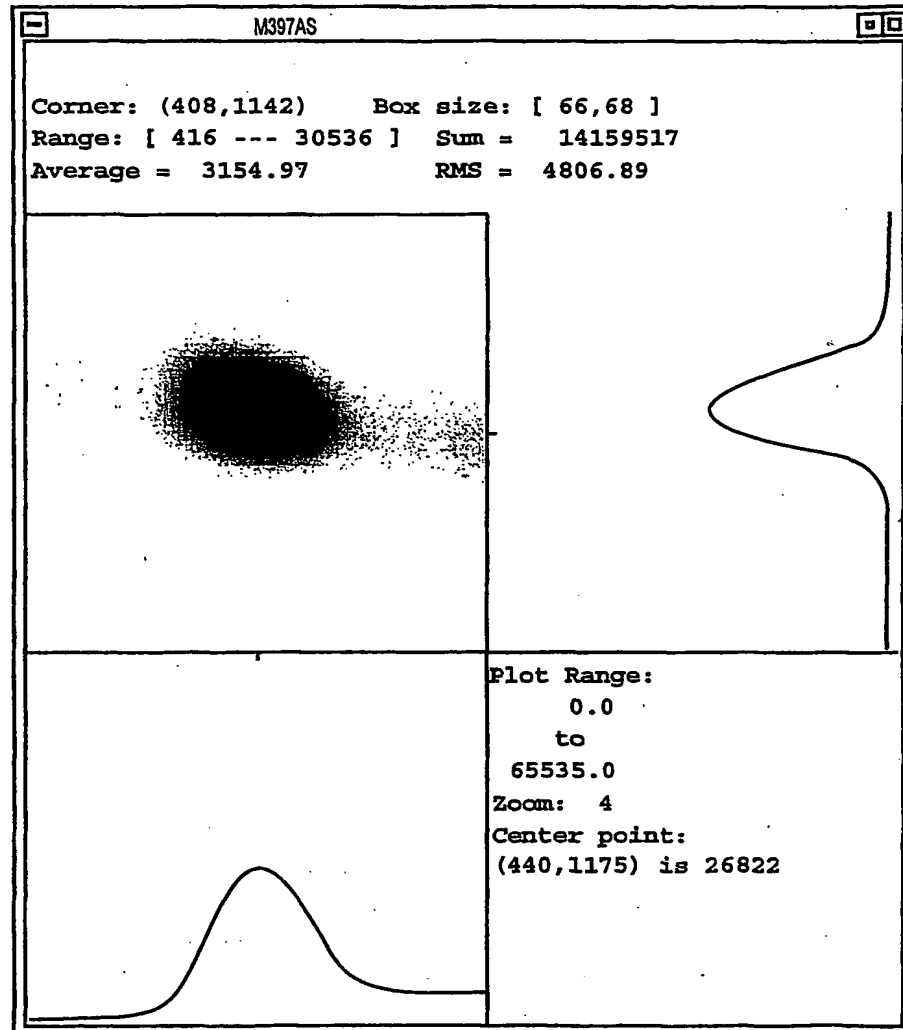 M397AS
Corner: (408,1142) Box size: [ 66,68 ]
Range: [ 416 --- 30536 ] Sum = 14159517
Average = 3154.97 RMS = 4806.89
Plot Range:
0.0
to
65535.0
Zoom: 4
Center point:
(440,1175) is 26822